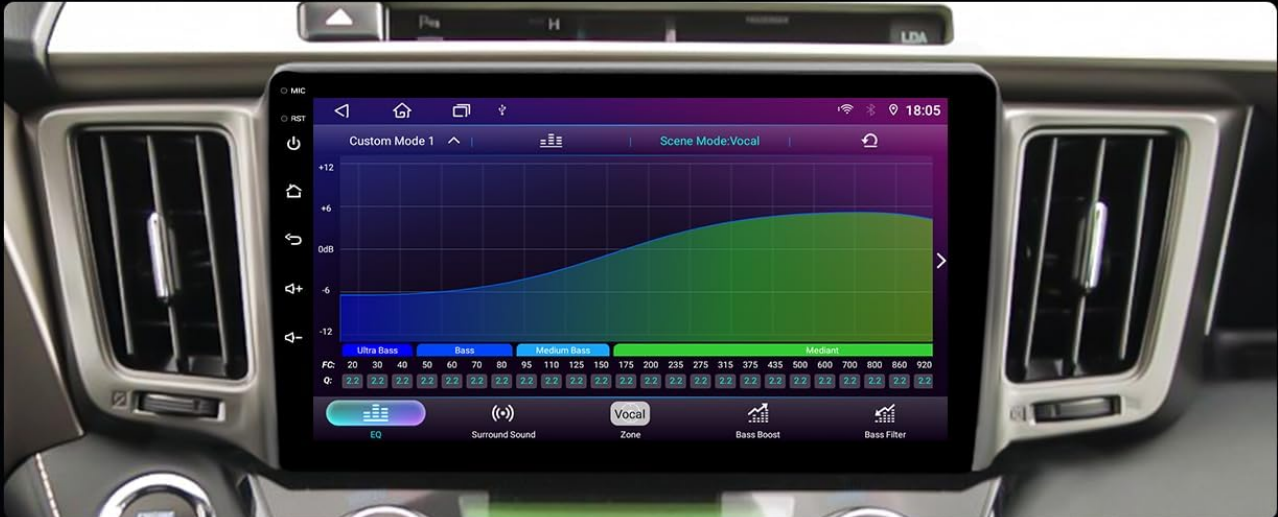 H
LDA
MIC
RST
18:05
Custom Mode 1
Scene Mode:Vocal
+12
+6
0dB
-6
-12
Ultra Bass Bass Medium Bass Mediant
FC: 20 30 40 50 60 70 80 95 110 125 150 175 200 235 275 315 375 435 500 600 700 800 860 920
Q: 2.2 2.2 2.2 2.2 2.2 2.2 2.2 2.2 2.2 2.2 2.2 2.2 2.2 2.2 2.2 2.2 2.2 2.2 2.2 2.2 2.2 2.2 2.2 2.2
Vocal
EQ Surround Sound Zone Bass Boost Bass Filter